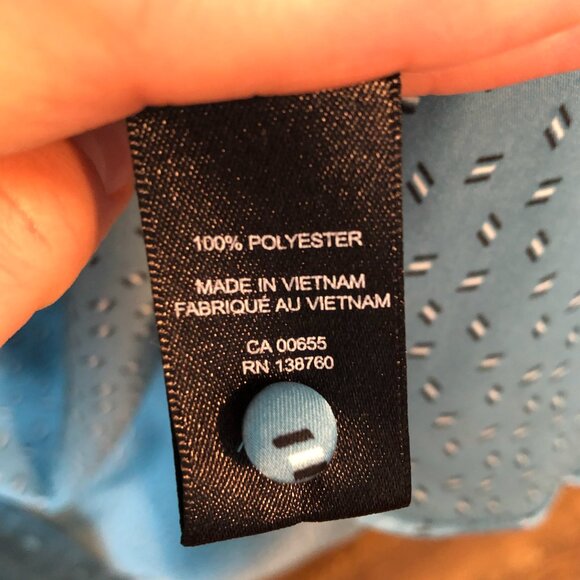 100% POLYESTER
MADE IN VIETNAM
FABRIQUÉ AU VIETNAM
CA 00655
RN 138760